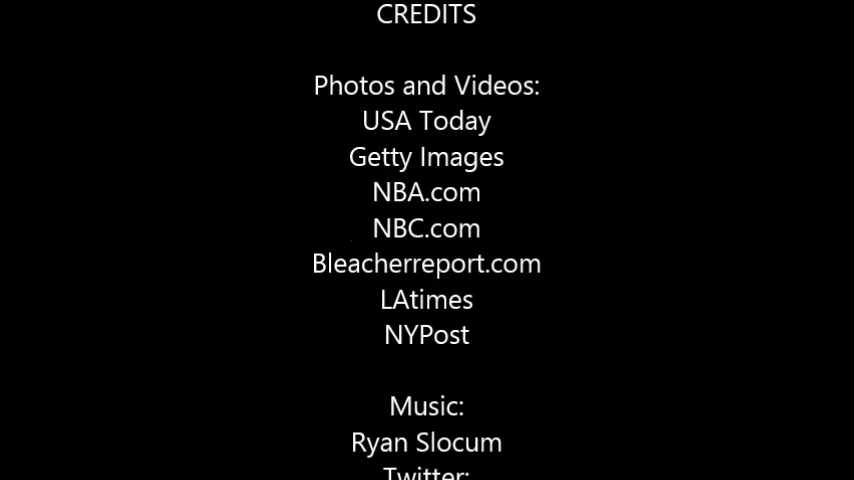 CREDITS
Photos and Videos:
USA Today
Getty Images
NBA.com
NBC.com
Bleacherreport.com
LAtimes
NYPost
Music:
Ryan Slocum
Twitter: